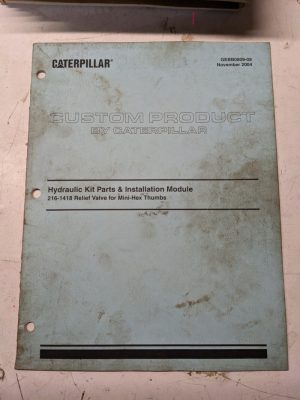 CATERPILLAR®
GEBB0809-02
November 2004
CUSTOM PRODUCT
BY CATERPILLAR
Hydraulic Kit Parts & Installation Module
216-1418 Relief Valve for Mini-Hex Thumbs